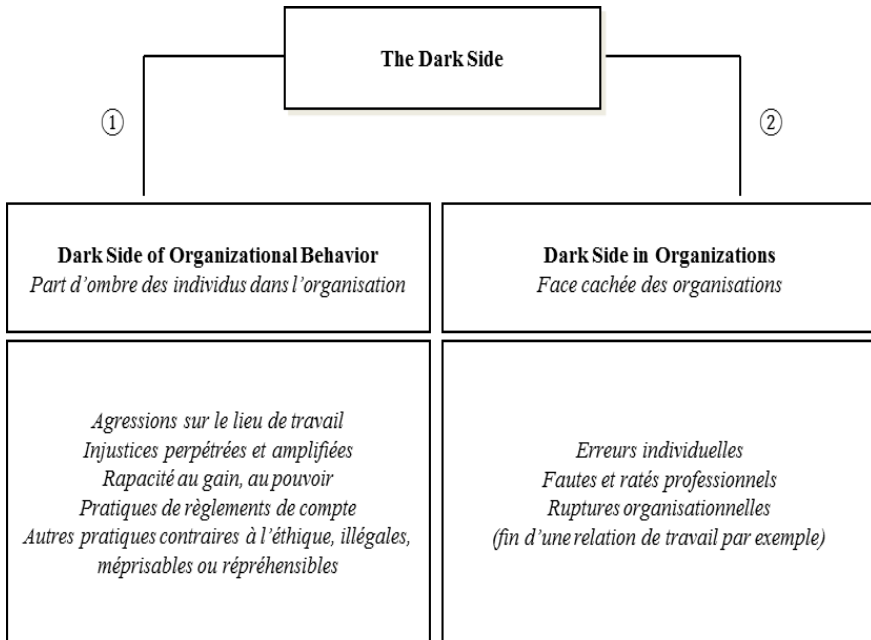 The Dark Side
①
②
Dark Side of Organizational Behavior
Part d’ombre des individus dans l’organisation
Dark Side in Organizations
Face cachée des organisations
Agressions sur le lieu de travail
Injustices perpétrées et amplifiées
Rapacité au gain, au pouvoir
Pratiques de règlements de compte
Autres pratiques contraires à l’éthique, illégales,
méprisables ou répréhensibles
Erreurs individuelles
Fautes et ratés professionnels
Ruptures organisationnelles
(fin d’une relation de travail par exemple)